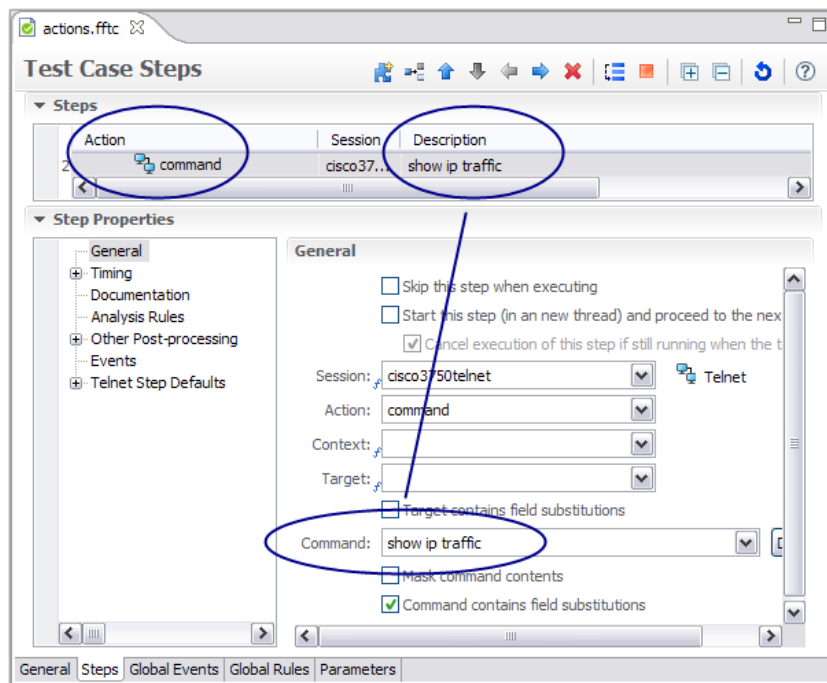 actions.fftc
Test Case Steps
Steps
Action Session Description
2 command cisco37... show ip traffic
Step Properties
General
Timing
Documentation
Analysis Rules
Other Post-processing
Events
Telnet Step Defaults
General
Skip this step when executing
Start this step (in an new thread) and proceed to the nex
Cancel execution of this step if still running when the t
Session: cisco3750telnet Telnet
Action: command
Context:
Target:
Target contains field substitutions
Command: show ip traffic
Mask command contents
Command contains field substitutions
General Steps Global Events Global Rules Parameters